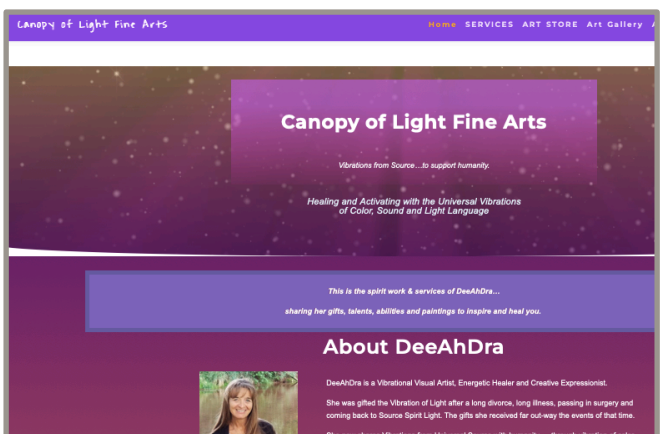 Canopy of Light Fine Arts
Home SERVICES ART STORE Art Gallery
Canopy of Light Fine Arts
Vibrations from Source...to support humanity.
Healing and Activating with the Universal Vibrations
of Color, Sound and Light Language
This is the spirit work & services of DeeAhDra...
sharing her gifts, talents, abilities and paintings to inspire and heal you.
About DeeAhDra
DeeAhDra is a Vibrational Visual Artist, Energetic Healer and Creative Expressionist.
She was gifted the Vibration of Light after a long divorce, long illness, passing in surgery and
coming back to Source Spirit Light. The gifts she received far out-way the events of that time.